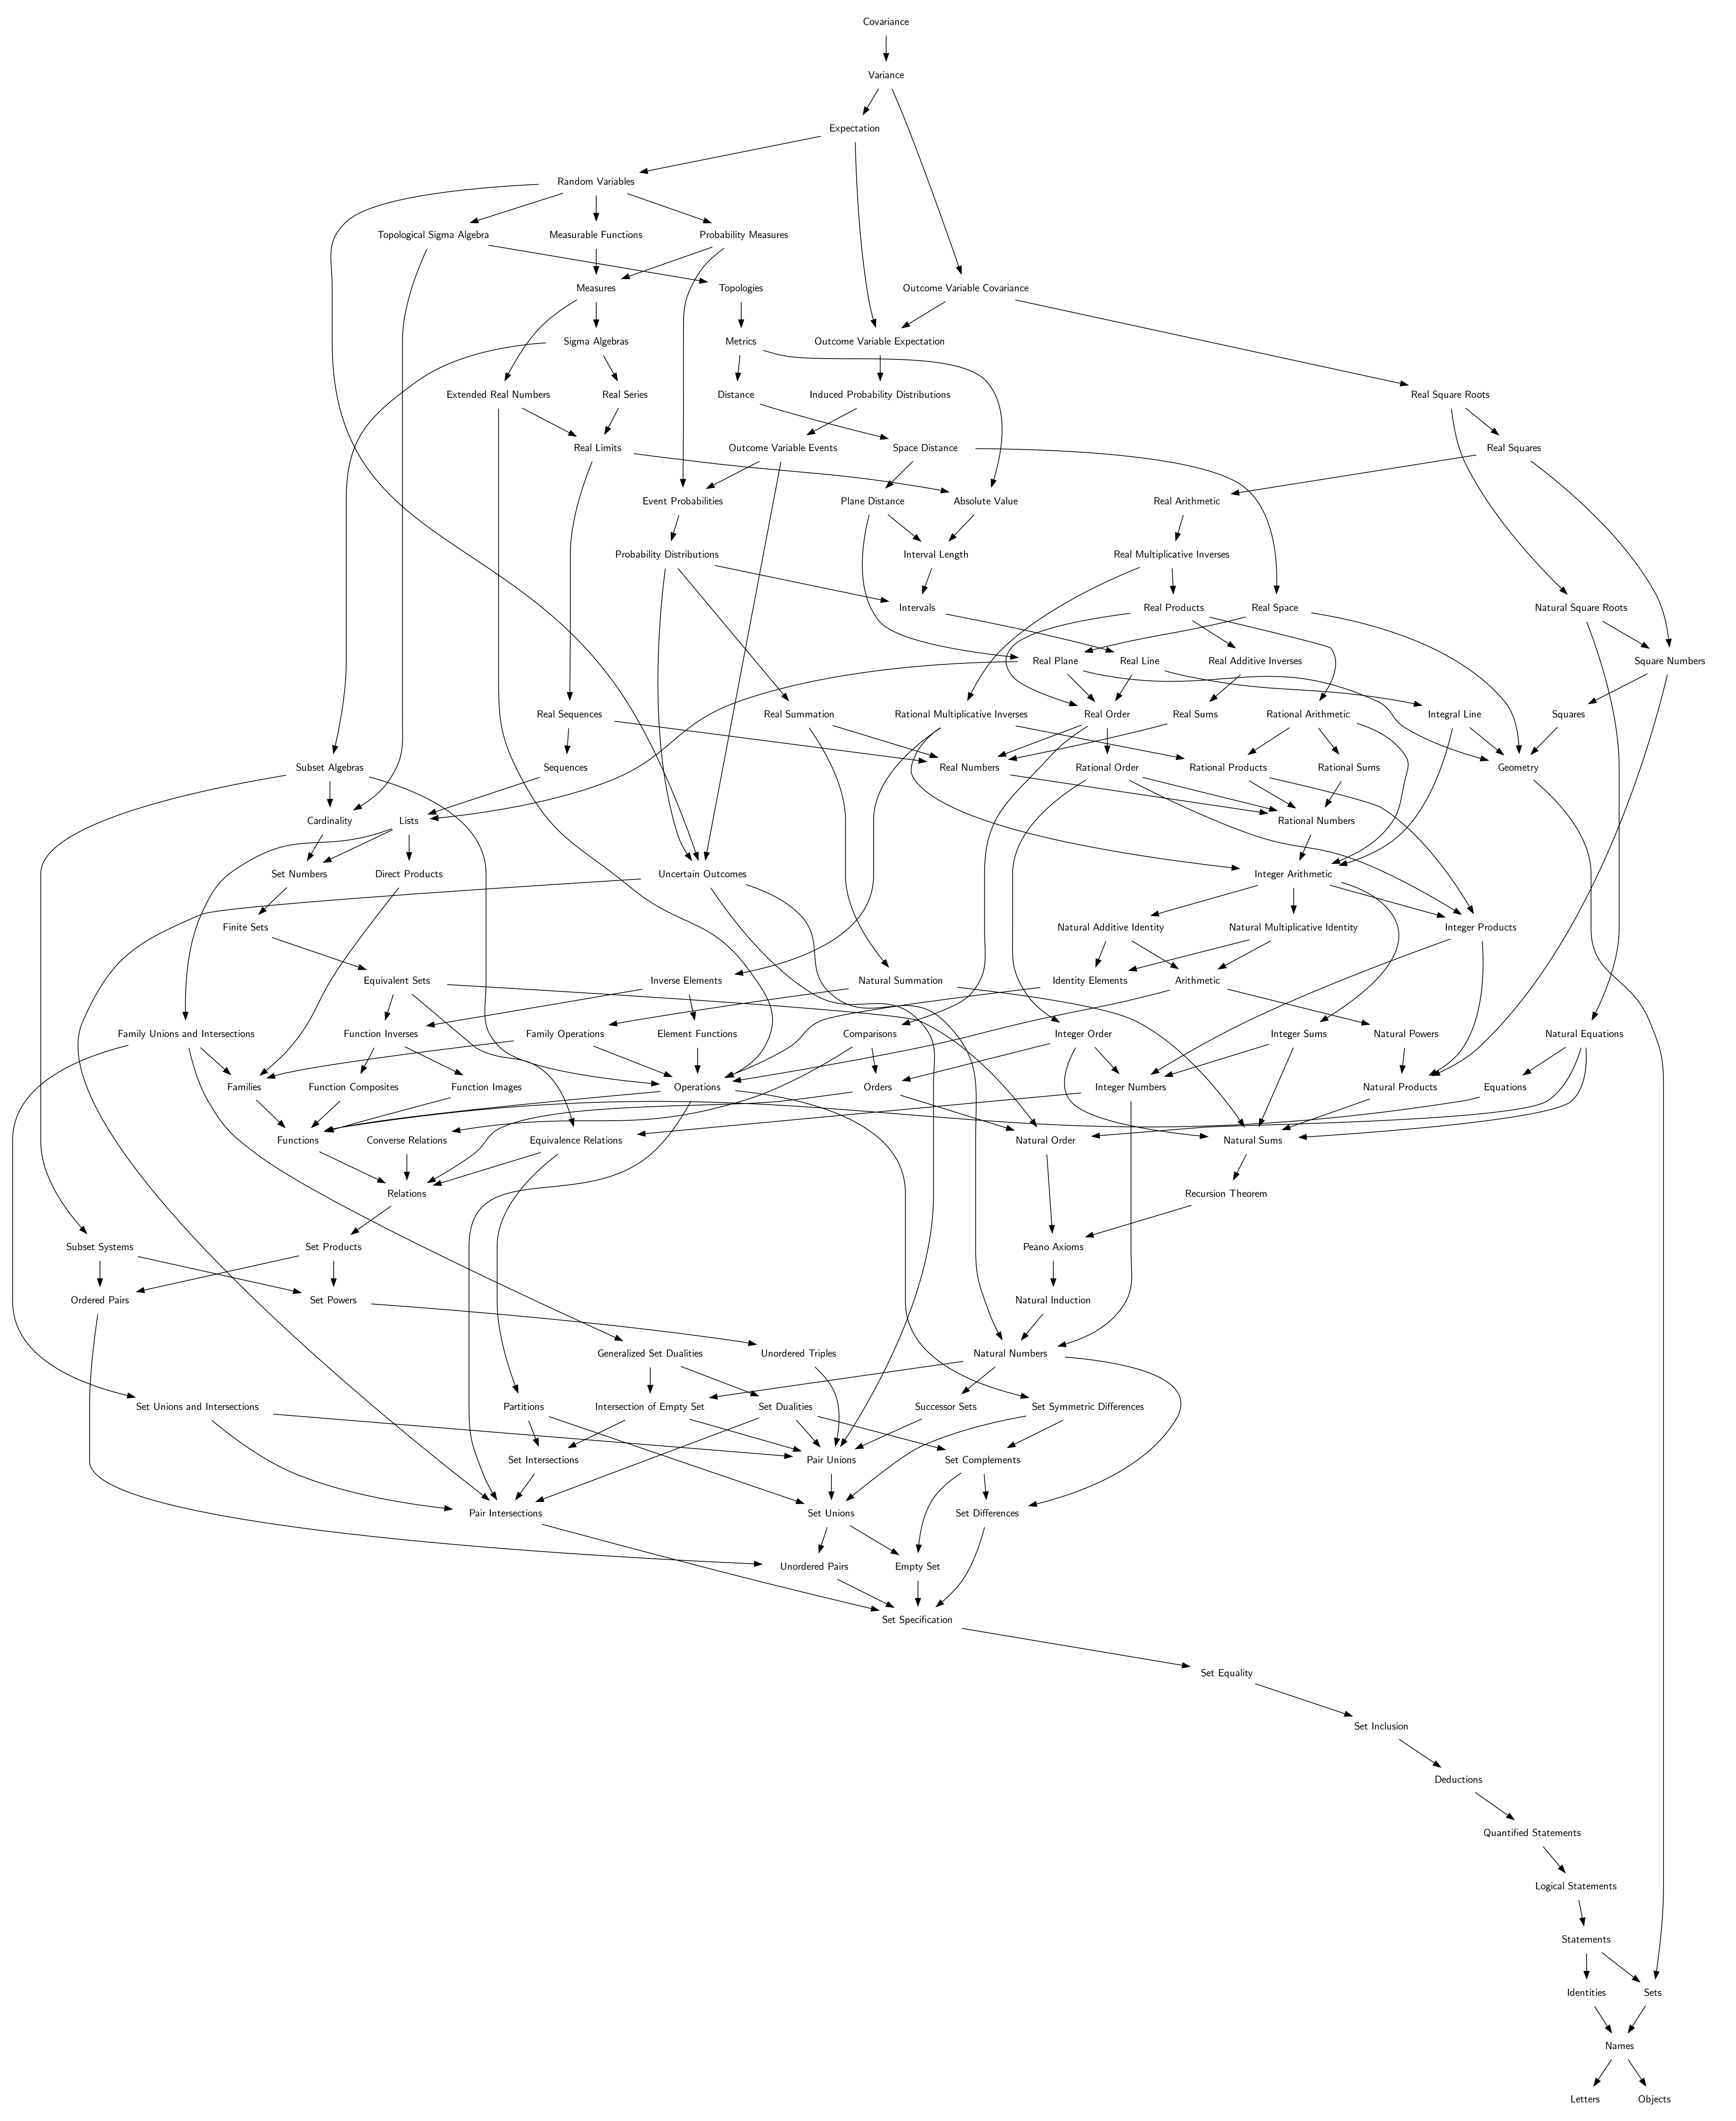 Covariance
Variance
Expectation
Random Variables
Topological Sigma Algebra
Measurable Functions
Probability Measures
Measures
Topologies
Outcome Variable Covariance
Sigma Algebras
Metrics
Outcome Variable Expectation
Extended Real Numbers
Real Series
Distance
Induced Probability Distributions
Real Square Roots
Real Limits
Outcome Variable Events
Space Distance
Real Squares
Event Probabilities
Plane Distance
Absolute Value
Real Arithmetic
Probability Distributions
Interval Length
Real Multiplicative Inverses
Intervals
Real Products
Real Space
Natural Square Roots
Real Plane
Real Line
Real Additive Inverses
Square Numbers
Real Sequences
Real Summation
Rational Multiplicative Inverses
Real Order
Real Sums
Rational Arithmetic
Integral Line
Squares
Subset Algebras
Sequences
Real Numbers
Rational Order
Rational Products
Rational Sums
Geometry
Cardinality
Lists
Rational Numbers
Set Numbers
Direct Products
Uncertain Outcomes
Integer Arithmetic
Finite Sets
Natural Additive Identity
Natural Multiplicative Identity
Integer Products
Equivalent Sets
Inverse Elements
Natural Summation
Identity Elements
Arithmetic
Family Unions and Intersections
Function Inverses
Family Operations
Element Functions
Comparisons
Integer Order
Integer Sums
Natural Powers
Natural Equations
Families
Function Composites
Function Images
Operations
Orders
Integer Numbers
Natural Products
Equations
Functions
Converse Relations
Equivalence Relations
Natural Order
Natural Sums
Relations
Recursion Theorem
Subset Systems
Set Products
Peano Axioms
Ordered Pairs
Set Powers
Natural Induction
Generalized Set Dualities
Unordered Triples
Natural Numbers
Set Unions and Intersections
Partitions
Intersection of Empty Set
Set Dualities
Successor Sets
Set Symmetric Differences
Set Intersections
Pair Unions
Set Complements
Pair Intersections
Set Unions
Set Differences
Unordered Pairs
Empty Set
Set Specification
Set Equality
Set Inclusion
Deductions
Quantified Statements
Logical Statements
Statements
Identities
Sets
Names
Letters
Objects